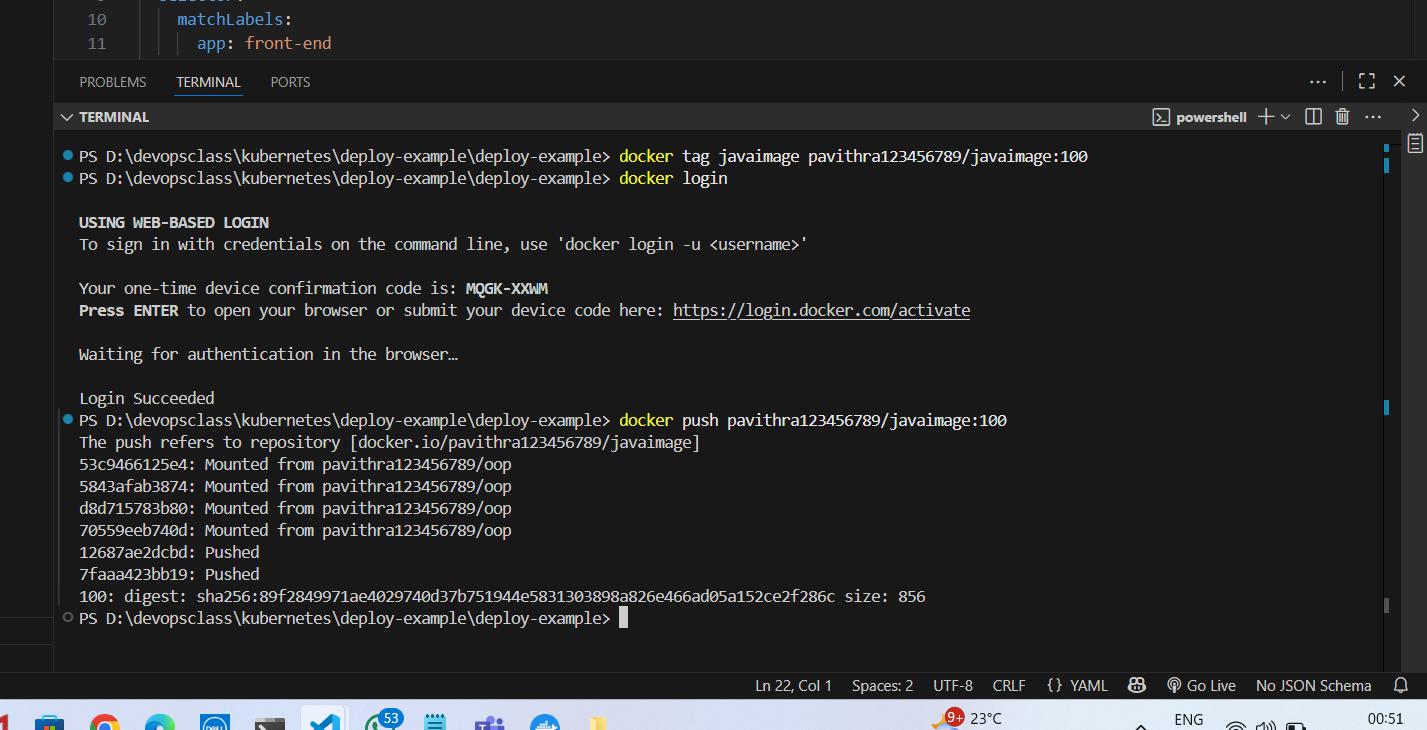 10 matchLabels:
11 app: front-end
PROBLEMS TERMINAL PORTS
TERMINAL
powershell
PS D:\devopsclass\kubernetes\deploy-example\deploy-example> docker tag javaimage pavithra123456789/javaimage:100
PS D:\devopsclass\kubernetes\deploy-example\deploy-example> docker login
USING WEB-BASED LOGIN
To sign in with credentials on the command line, use 'docker login -u <username>'
Your one-time device confirmation code is: MQGK-XXWM
Press ENTER to open your browser or submit your device code here: https://login.docker.com/activate
Waiting for authentication in the browser…
Login Succeeded
PS D:\devopsclass\kubernetes\deploy-example\deploy-example> docker push pavithra123456789/javaimage:100
The push refers to repository [docker.io/pavithra123456789/javaimage]
53c9466125e4: Mounted from pavithra123456789/oop
5843afab3874: Mounted from pavithra123456789/oop
d8d715783b80: Mounted from pavithra123456789/oop
70559eeb740d: Mounted from pavithra123456789/oop
12687ae2dcbd: Pushed
7faaa423bb19: Pushed
100: digest: sha256:89f2849971ae4029740d37b751944e5831303898a826e466ad05a152ce2f286c size: 856
PS D:\devopsclass\kubernetes\deploy-example\deploy-example>
Ln 22, Col 1 Spaces: 2 UTF-8 CRLF {} YAML Go Live No JSON Schema
DELL 53 9+ 23°C ENG 00:51